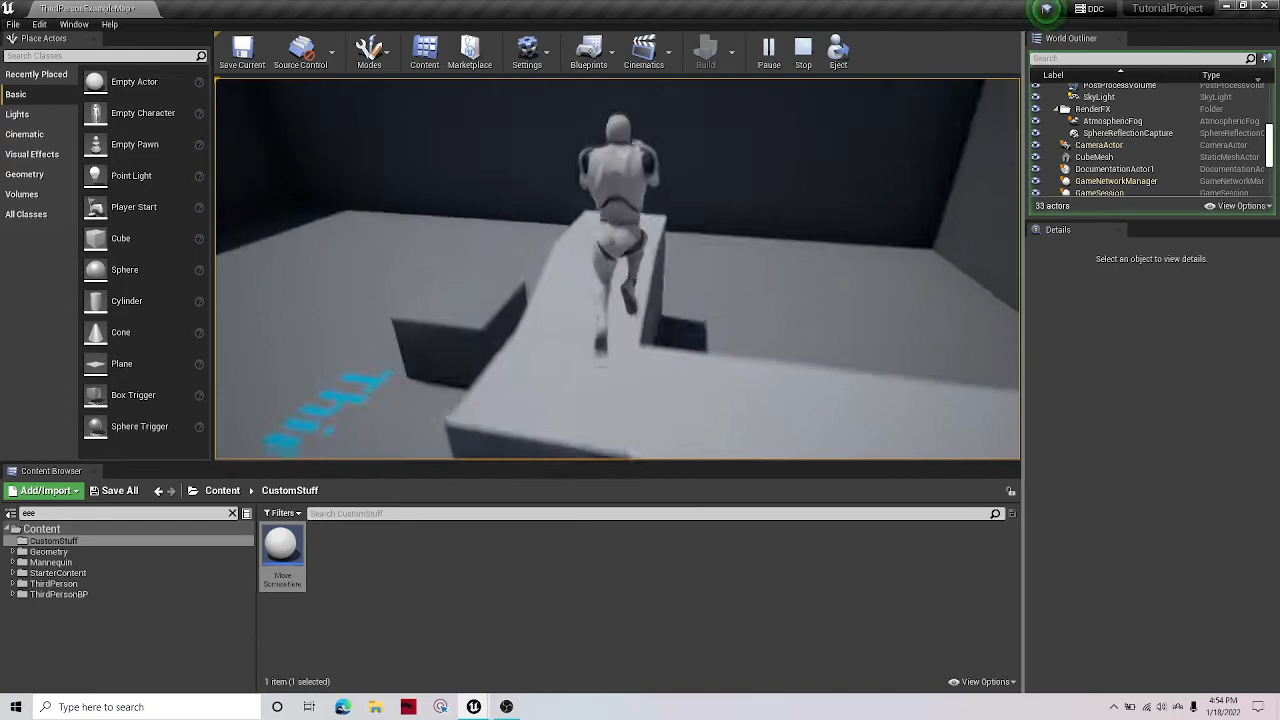 ThirdPersonExampleMap*
DDC
TutorialProject
File
Edit
Window
Help
Place Actors
Search Classes
Recently Placed
Basic
Lights
Cinematic
Visual Effects
Geometry
Volumes
All Classes
Empty Actor
Empty Character
Empty Pawn
Point Light
Player Start
Cube
Sphere
Cylinder
Cone
Plane
Box Trigger
Sphere Trigger
Save Current
Source Control
Modes
Content
Marketplace
Settings
Blueprints
Cinematics
Build
Pause
Stop
Eject
World Outliner
Search
Label Type
PostProcessVolume PostProcessVolu
SkyLight SkyLight
RenderFX Folder
AtmosphericFog AtmosphericFog
SphereReflectionCapture SphereReflectionC
CameraActor CameraActor
CubeMesh StaticMeshActor
DocumentationActor1 DocumentationAc
GameNetworkManager GameNetworkMar
GameSession GameSession
33 actors
View Options
Details
Select an object to view details.
Content Browser
Add/Import
Save All
Content
CustomStuff
eee
Filters
Search CustomStuff
Content
CustomStuff
Geometry
Mannequin
StarterContent
ThirdPerson
ThirdPersonBP
Move
Somewhere
1 item (1 selected)
View Options
Type here to search
4:54 PM
1/18/2022